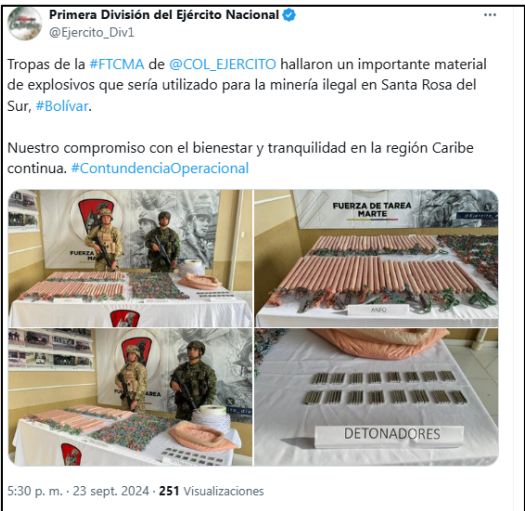 Primera División del Ejército Nacional
@Ejercito_Div1
Tropas de la #FTCMA de @COL_EJERCITO hallaron un importante material
de explosivos que sería utilizado para la minería ilegal en Santa Rosa del
Sur, #Bolívar.
Nuestro compromiso con el bienestar y tranquilidad en la región Caribe
continua. #ContundenciaOperacional
FUERZA DE TAREA
MARTE
ANFO
DETONADORES
5:30 p. m. · 23 sept. 2024 · 251 Visualizaciones